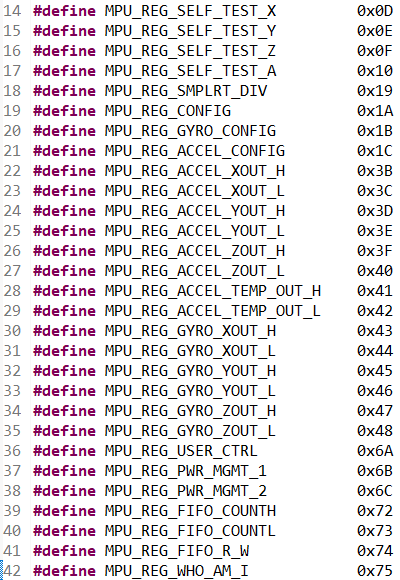 14 #define MPU_REG_SELF_TEST_X 0x0D
15 #define MPU_REG_SELF_TEST_Y 0x0E
16 #define MPU_REG_SELF_TEST_Z 0x0F
17 #define MPU_REG_SELF_TEST_A 0x10
18 #define MPU_REG_SMPLRT_DIV 0x19
19 #define MPU_REG_CONFIG 0x1A
20 #define MPU_REG_GYRO_CONFIG 0x1B
21 #define MPU_REG_ACCEL_CONFIG 0x1C
22 #define MPU_REG_ACCEL_XOUT_H 0x3B
23 #define MPU_REG_ACCEL_XOUT_L 0x3C
24 #define MPU_REG_ACCEL_YOUT_H 0x3D
25 #define MPU_REG_ACCEL_YOUT_L 0x3E
26 #define MPU_REG_ACCEL_ZOUT_H 0x3F
27 #define MPU_REG_ACCEL_ZOUT_L 0x40
28 #define MPU_REG_ACCEL_TEMP_OUT_H 0x41
29 #define MPU_REG_ACCEL_TEMP_OUT_L 0x42
30 #define MPU_REG_GYRO_XOUT_H 0x43
31 #define MPU_REG_GYRO_XOUT_L 0x44
32 #define MPU_REG_GYRO_YOUT_H 0x45
33 #define MPU_REG_GYRO_YOUT_L 0x46
34 #define MPU_REG_GYRO_ZOUT_H 0x47
35 #define MPU_REG_GYRO_ZOUT_L 0x48
36 #define MPU_REG_USER_CTRL 0x6A
37 #define MPU_REG_PWR_MGMT_1 0x6B
38 #define MPU_REG_PWR_MGMT_2 0x6C
39 #define MPU_REG_FIFO_COUNTH 0x72
40 #define MPU_REG_FIFO_COUNTL 0x73
41 #define MPU_REG_FIFO_R_W 0x74
42 #define MPU_REG_WHO_AM_I 0x75